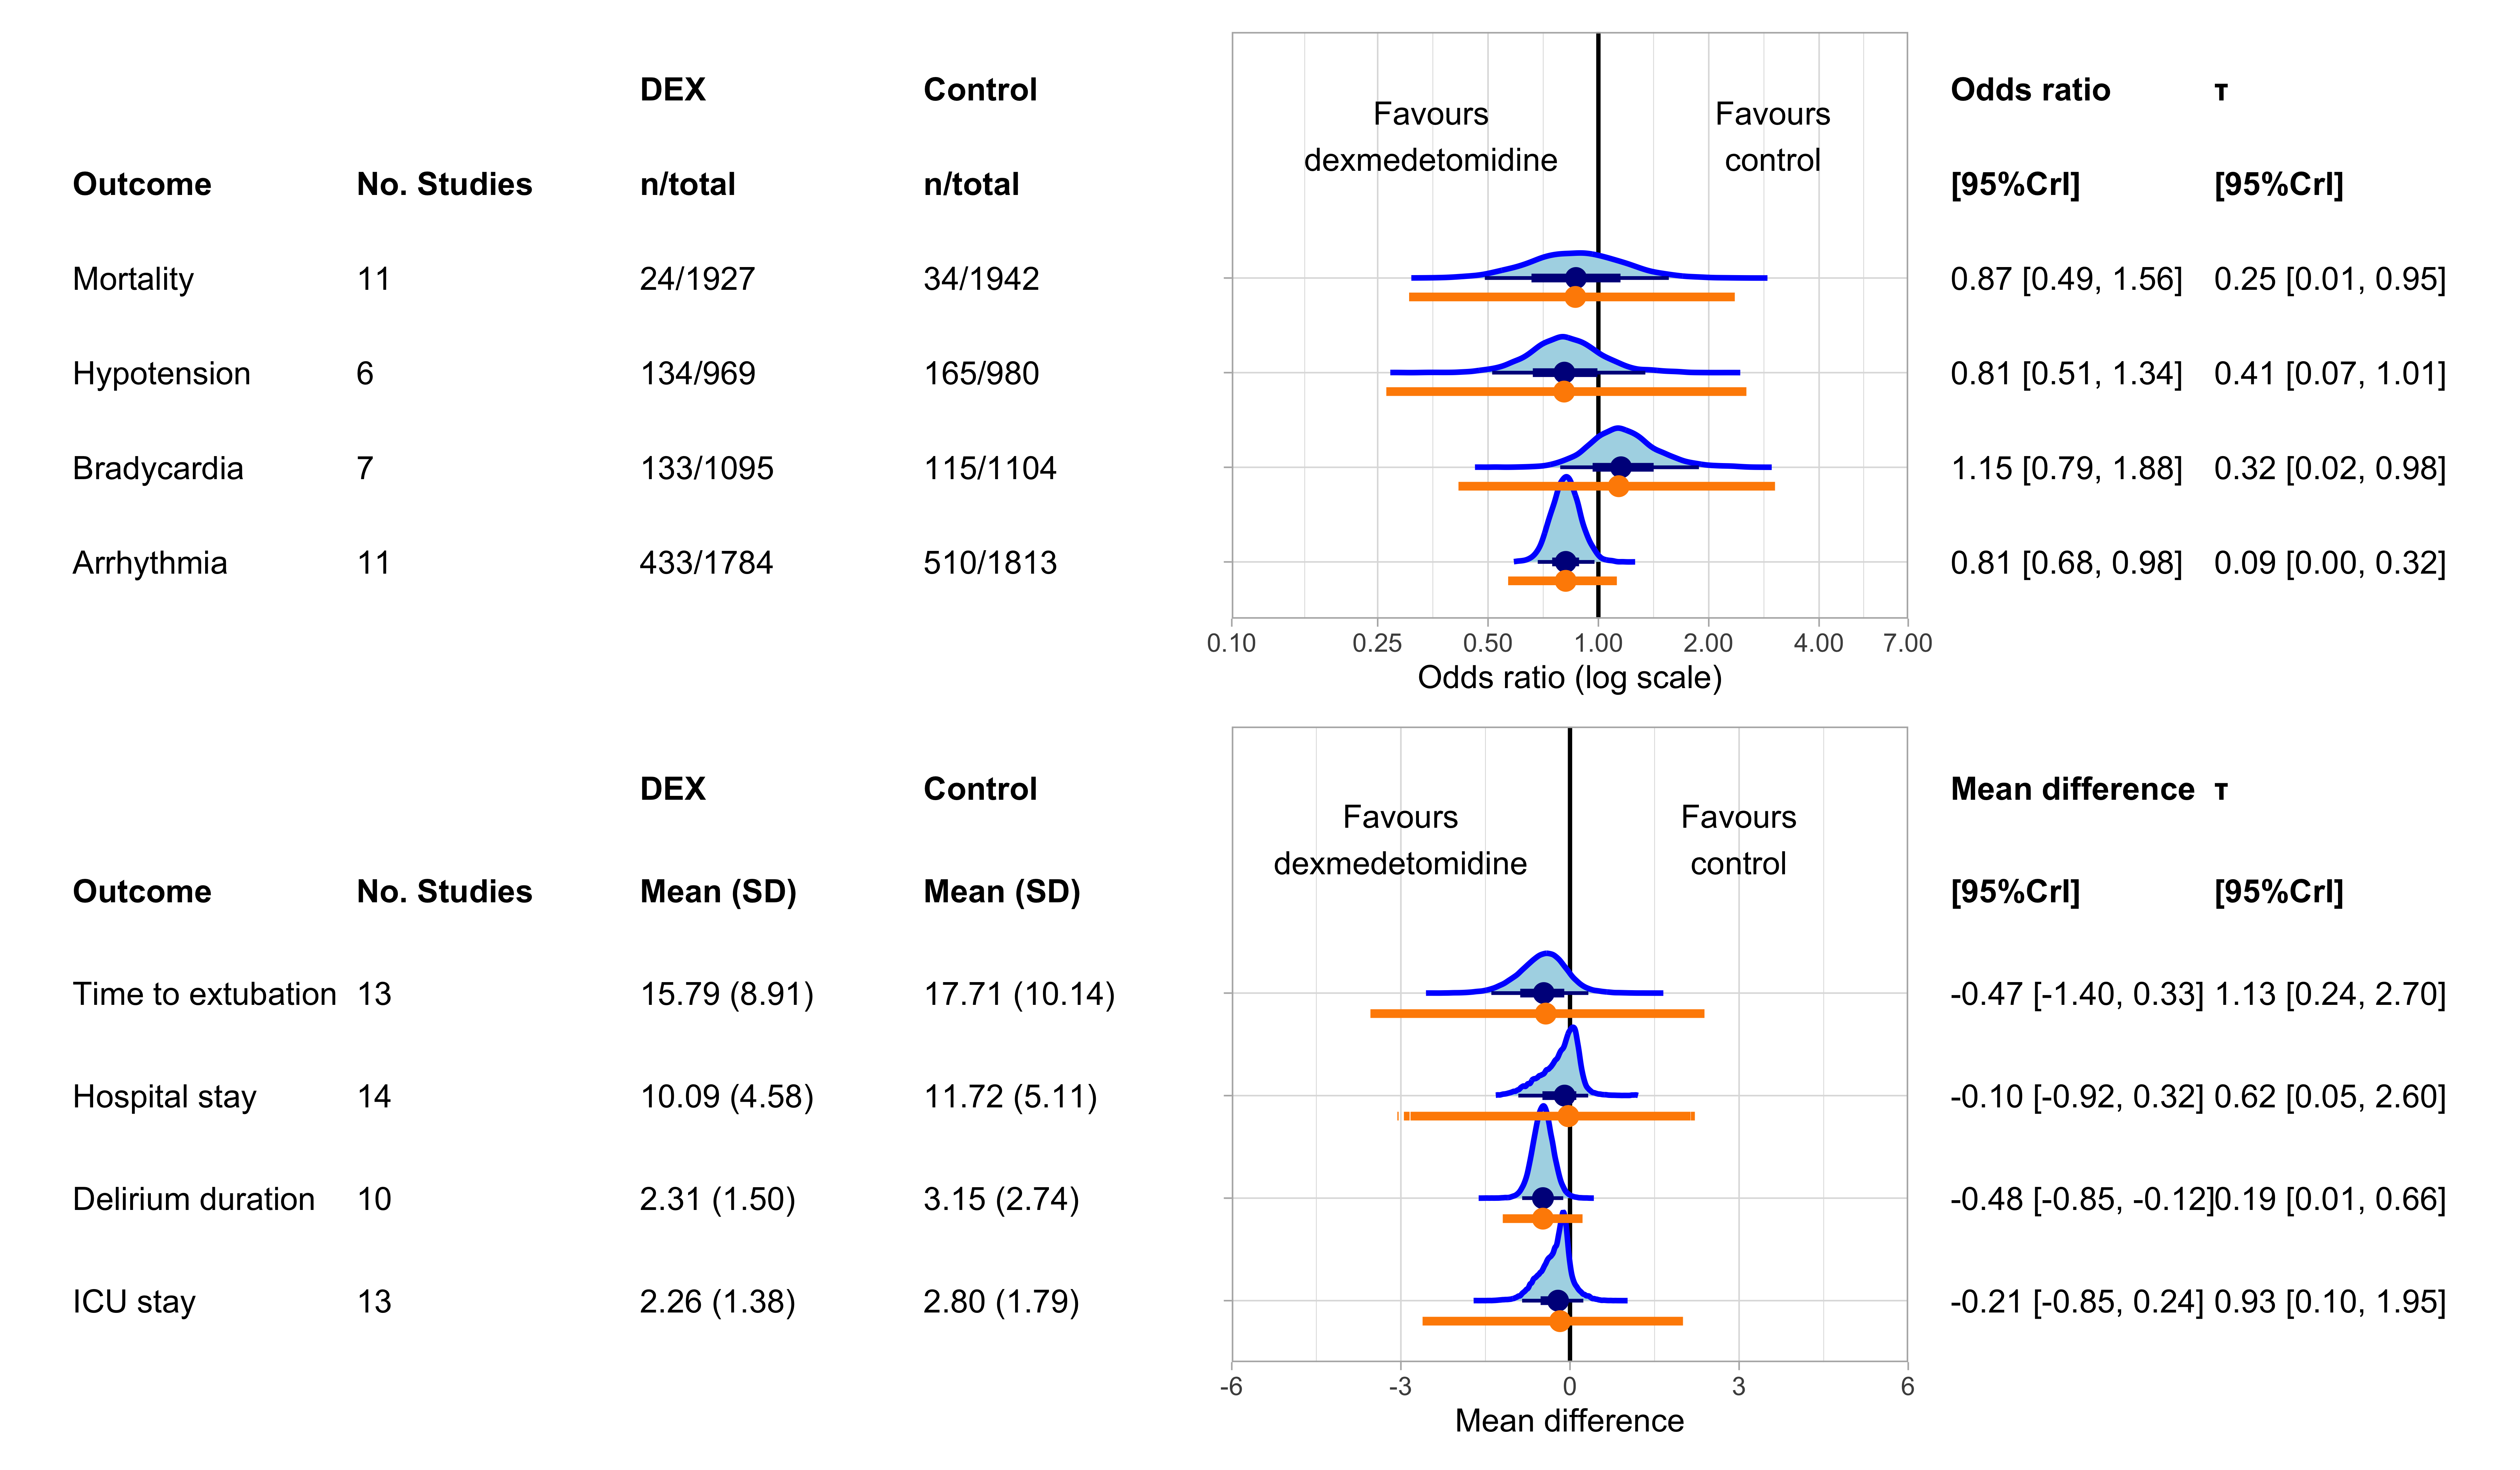 DEX Control Odds ratio τ
Favours Favours
dexmedetomidine control
Outcome No. Studies n/total n/total [95%CrI] [95%CrI]
Mortality 11 24/1927 34/1942 0.87 [0.49, 1.56] 0.25 [0.01, 0.95]
Hypotension 6 134/969 165/980 0.81 [0.51, 1.34] 0.41 [0.07, 1.01]
Bradycardia 7 133/1095 115/1104 1.15 [0.79, 1.88] 0.32 [0.02, 0.98]
Arrhythmia 11 433/1784 510/1813 0.81 [0.68, 0.98] 0.09 [0.00, 0.32]
0.10 0.25 0.50 1.00 2.00 4.00 7.00
Odds ratio (log scale)
DEX Control Mean difference τ
Favours Favours
dexmedetomidine control
Outcome No. Studies Mean (SD) Mean (SD) [95%CrI] [95%CrI]
Time to extubation 13 15.79 (8.91) 17.71 (10.14) -0.47 [-1.40, 0.33] 1.13 [0.24, 2.70]
Hospital stay 14 10.09 (4.58) 11.72 (5.11) -0.10 [-0.92, 0.32] 0.62 [0.05, 2.60]
Delirium duration 10 2.31 (1.50) 3.15 (2.74) -0.48 [-0.85, -0.12] 0.19 [0.01, 0.66]
ICU stay 13 2.26 (1.38) 2.80 (1.79) -0.21 [-0.85, 0.24] 0.93 [0.10, 1.95]
-6 -3 0 3 6
Mean difference